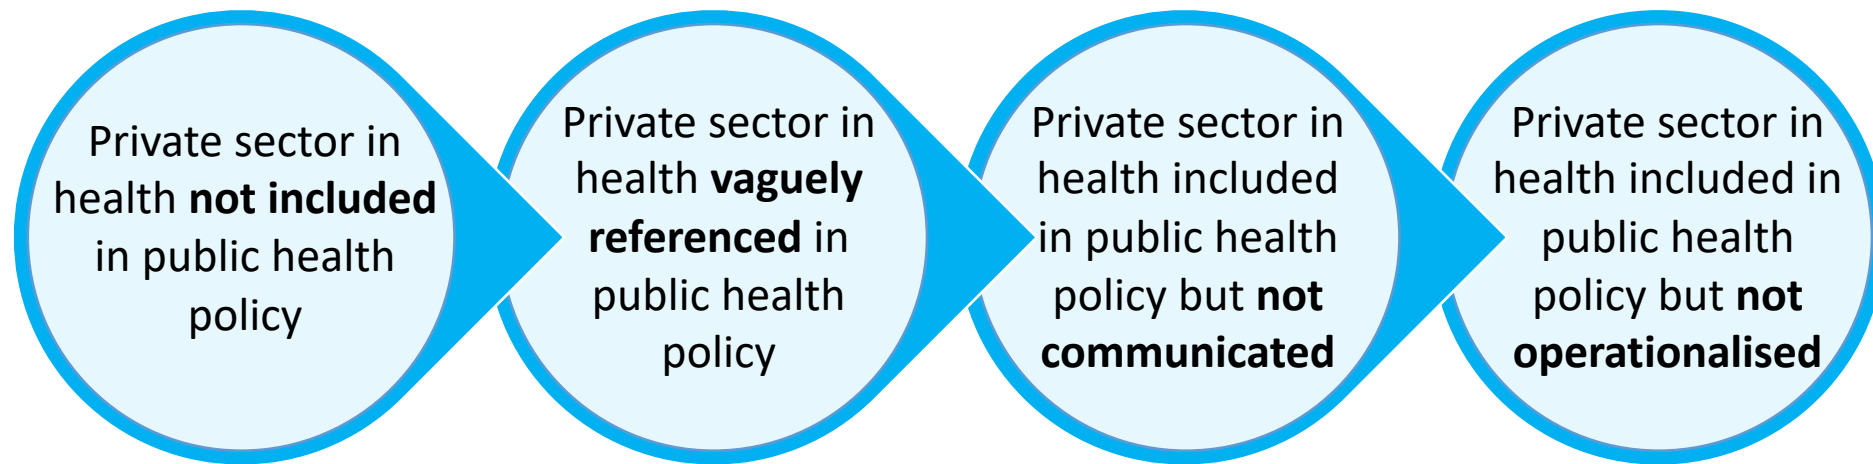 Private sector in
health not included
in public health
policy
Private sector in
health vaguely
referenced in
public health
policy
Private sector in
health included
in public health
policy but not
communicated
Private sector in
health included in
public health
policy but not
operationalised